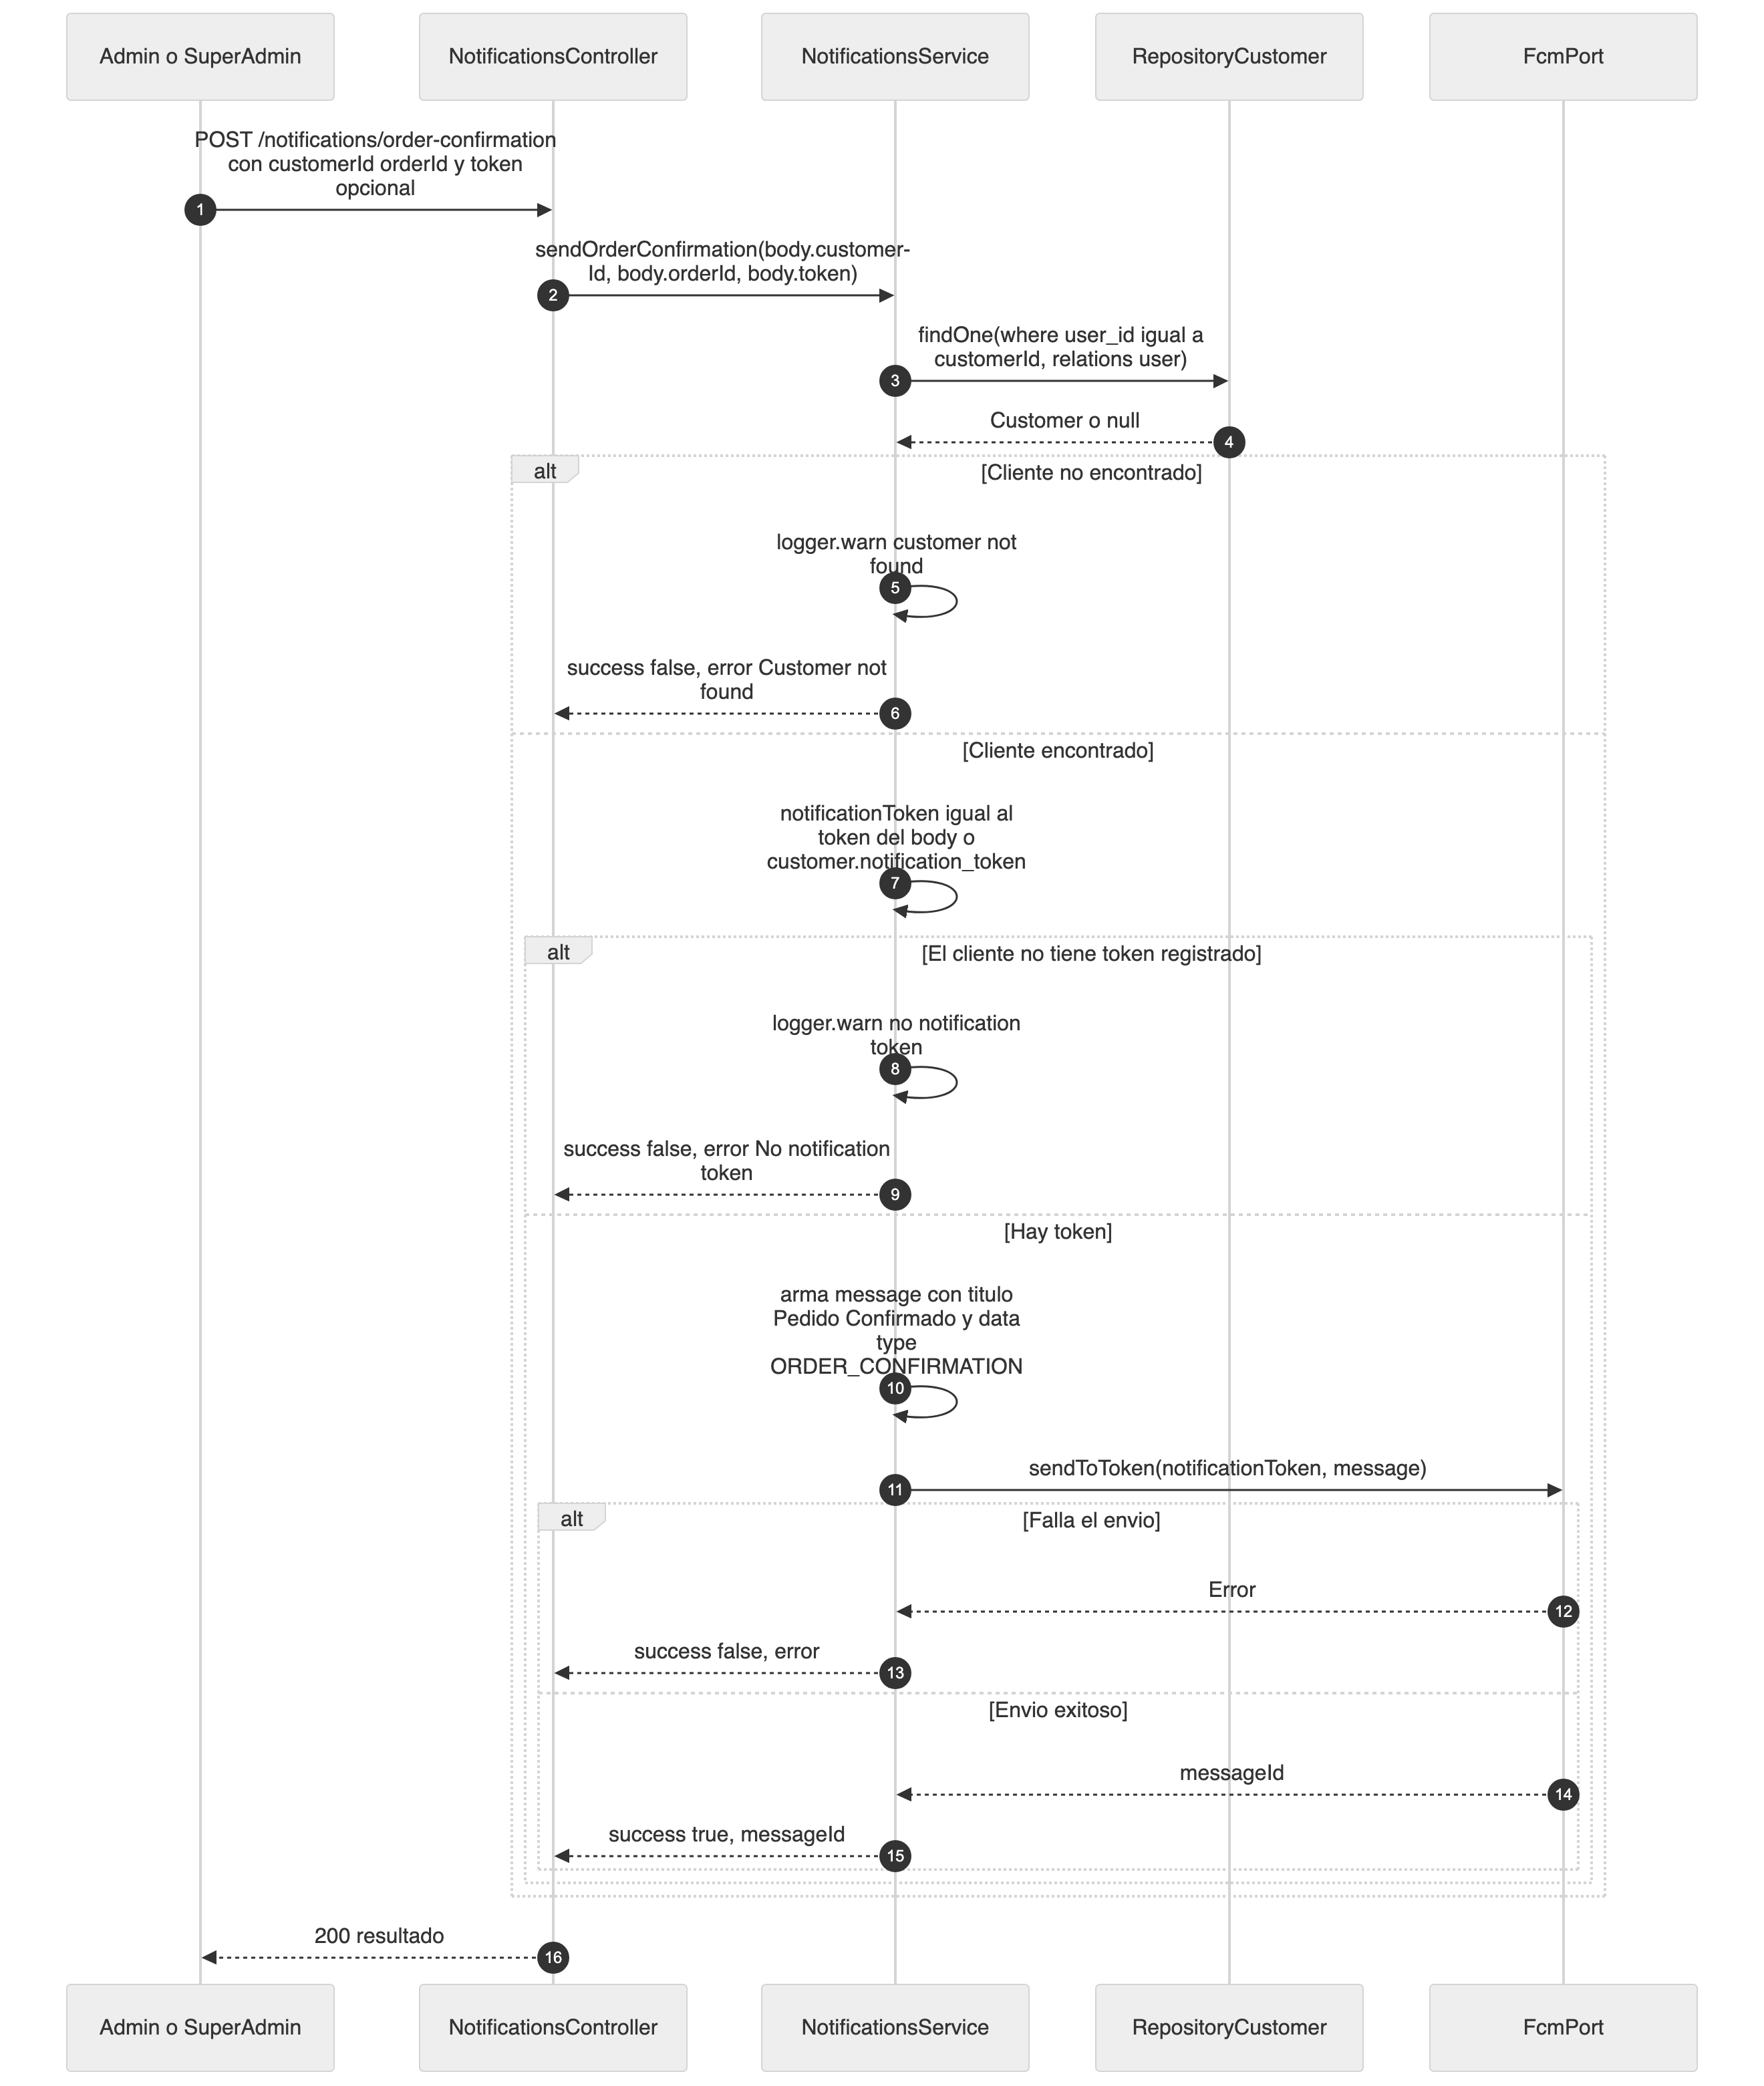 Admin o SuperAdmin
NotificationsController
NotificationsService
RepositoryCustomer
FcmPort
POST /notifications/order-confirmation
con customerId orderId y token
opcional
1
sendOrderConfirmation(body.customer-
Id, body.orderId, body.token)
2
findOne(where user_id igual a
customerId, relations user)
3
Customer o null
4
alt
[Cliente no encontrado]
logger.warn customer not
found
5
success false, error Customer not
found
6
[Cliente encontrado]
notificationToken igual al
token del body o
customer.notification_token
7
alt
[El cliente no tiene token registrado]
logger.warn no notification
token
8
success false, error No notification
token
9
[Hay token]
arma message con titulo
Pedido Confirmado y data
type
ORDER_CONFIRMATION
10
sendToToken(notificationToken, message)
11
alt
[Falla el envio]
Error
12
success false, error
13
[Envio exitoso]
messageId
14
success true, messageId
15
200 resultado
16
Admin o SuperAdmin
NotificationsController
NotificationsService
RepositoryCustomer
FcmPort